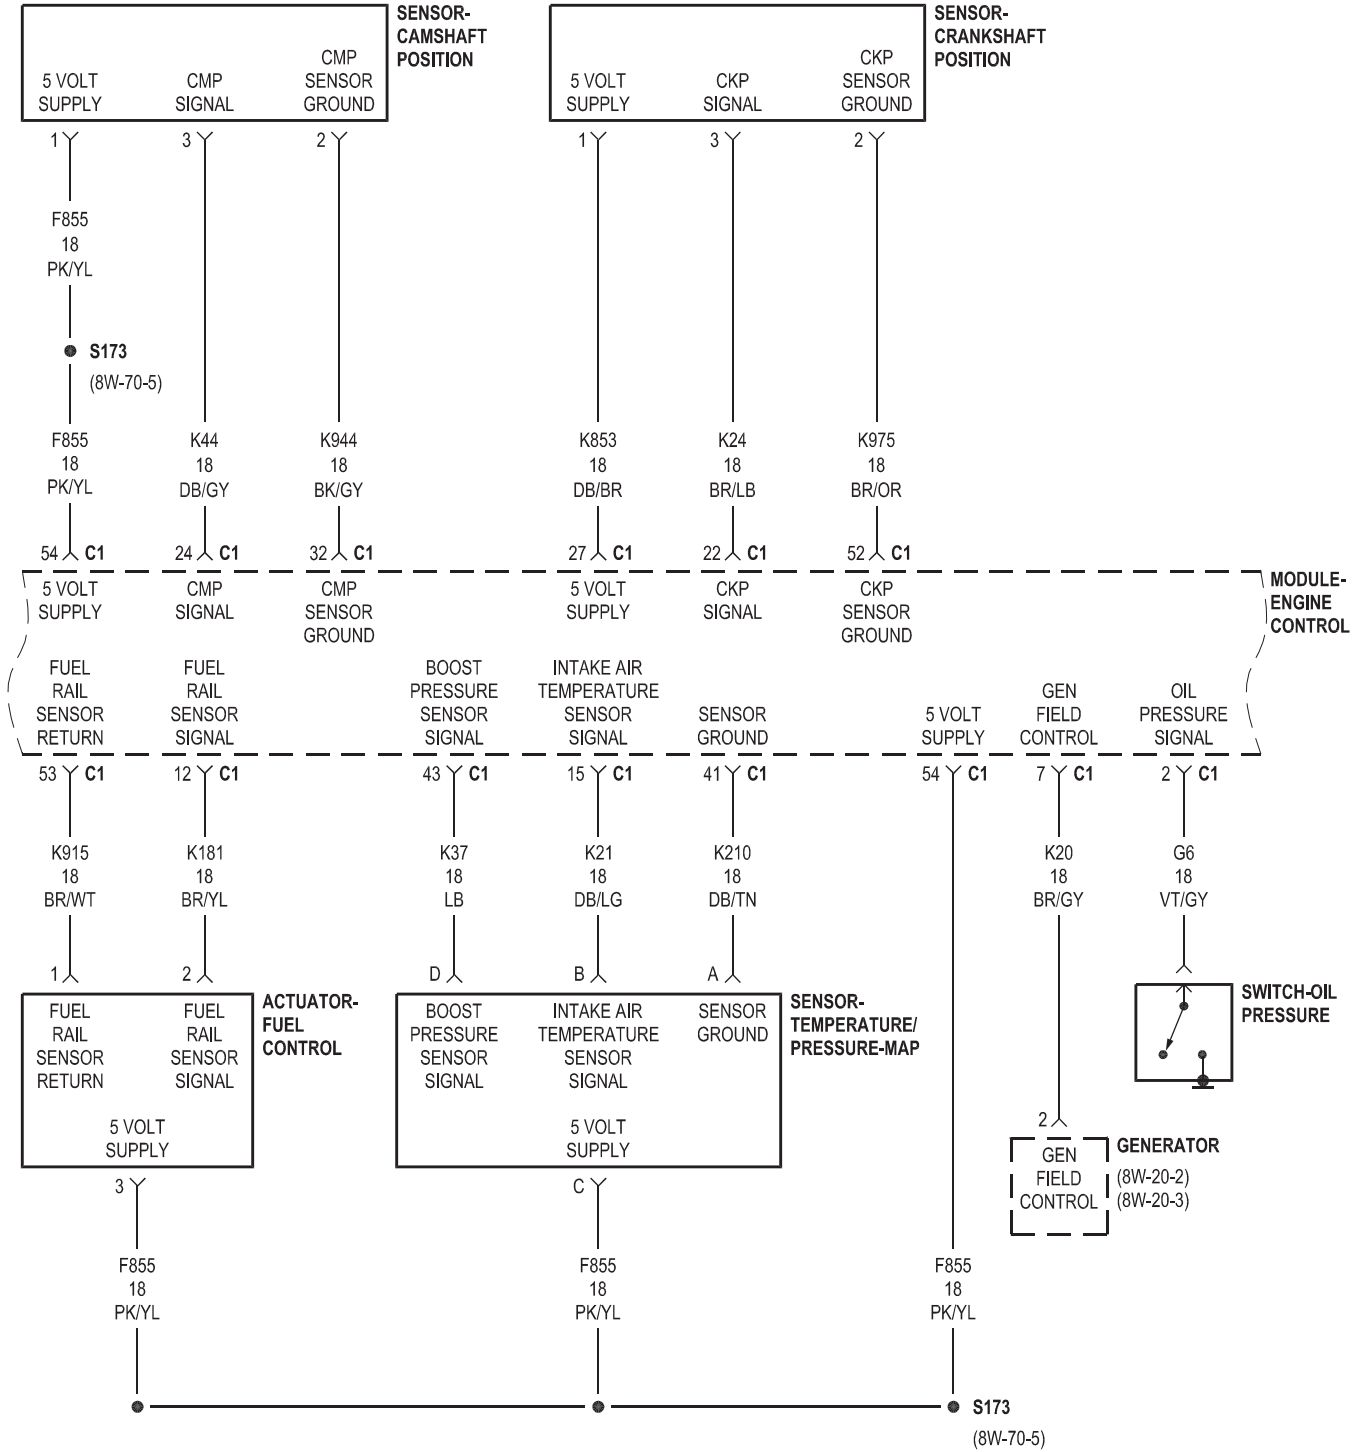 SENSOR-
CAMSHAFT
POSITION
5 VOLT
SUPPLY
CMP
SIGNAL
CMP
SENSOR
GROUND
1
3
2
SENSOR-
CRANKSHAFT
POSITION
5 VOLT
SUPPLY
CKP
SIGNAL
CKP
SENSOR
GROUND
1
3
2
F855
18
PK/YL
S173
(8W-70-5)
F855
18
PK/YL
K44
18
DB/GY
K944
18
BK/GY
K853
18
DB/BR
K24
18
BR/LB
K975
18
BR/OR
54 C1
24 C1
32 C1
27 C1
22 C1
52 C1
5 VOLT
SUPPLY
CMP
SIGNAL
CMP
SENSOR
GROUND
5 VOLT
SUPPLY
CKP
SIGNAL
CKP
SENSOR
GROUND
MODULE-
ENGINE
CONTROL
FUEL
RAIL
SENSOR
RETURN
FUEL
RAIL
SENSOR
SIGNAL
BOOST
PRESSURE
SENSOR
SIGNAL
INTAKE AIR
TEMPERATURE
SENSOR
SIGNAL
SENSOR
GROUND
5 VOLT
SUPPLY
GEN
FIELD
CONTROL
OIL
PRESSURE
SIGNAL
53 C1
12 C1
43 C1
15 C1
41 C1
54 C1
7 C1
2 C1
K915
18
BR/WT
K181
18
BR/YL
K37
18
LB
K21
18
DB/LG
K210
18
DB/TN
K20
18
BR/GY
G6
18
VT/GY
1
2
D
B
A
FUEL
RAIL
SENSOR
RETURN
FUEL
RAIL
SENSOR
SIGNAL
5 VOLT
SUPPLY
ACTUATOR-
FUEL
CONTROL
BOOST
PRESSURE
SENSOR
SIGNAL
INTAKE AIR
TEMPERATURE
SENSOR
SIGNAL
SENSOR
GROUND
5 VOLT
SUPPLY
SENSOR-
TEMPERATURE/
PRESSURE-MAP
SWITCH-OIL
PRESSURE
2
GEN
FIELD
CONTROL
GENERATOR
(8W-20-2)
(8W-20-3)
3
C
F855
18
PK/YL
F855
18
PK/YL
F855
18
PK/YL
S173
(8W-70-5)